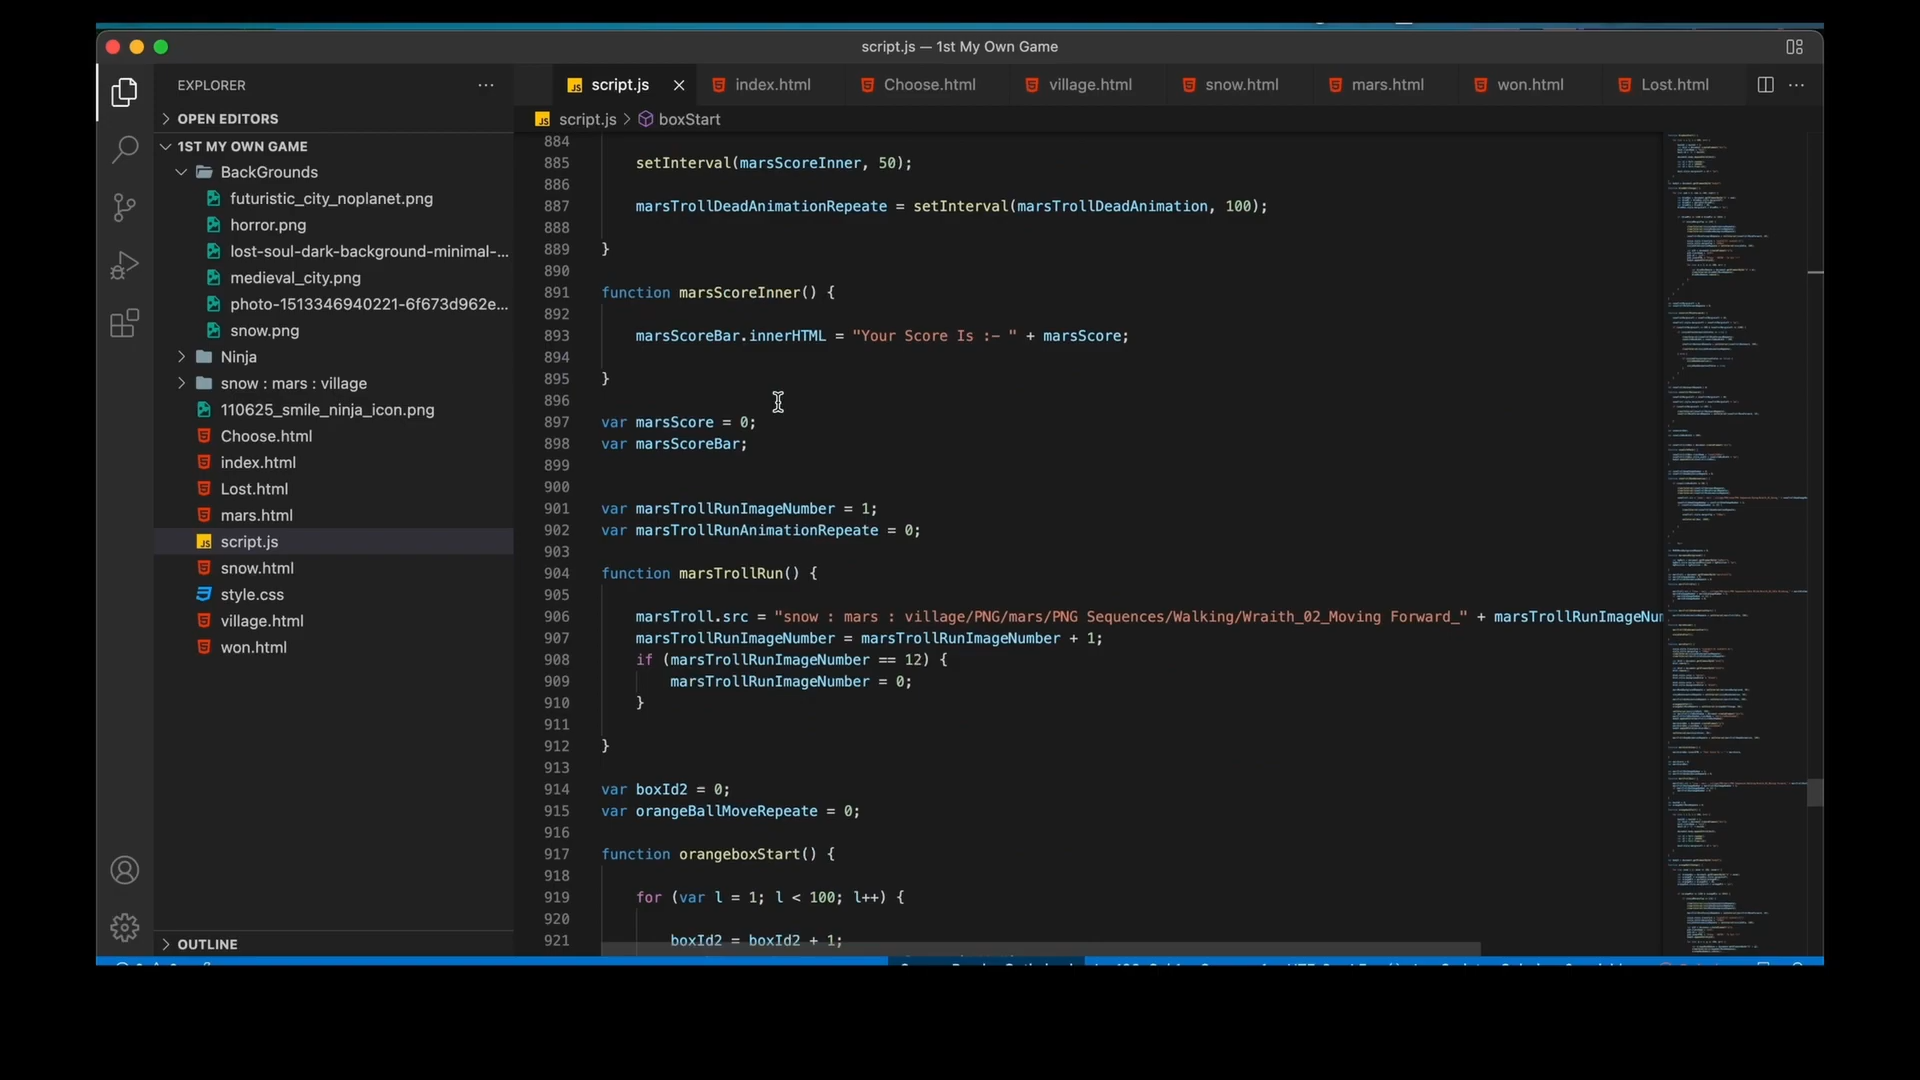 script.js — 1st My Own Game
EXPLORER
script.js
index.html
Choose.html
village.html
snow.html
mars.html
won.html
Lost.html
OPEN EDITORS
script.js > boxStart
1ST MY OWN GAME
BackGrounds
futuristic_city_noplanet.png
horror.png
lost-soul-dark-background-minimal-...
medieval_city.png
photo-1513346940221-6f673d962e...
snow.png
Ninja
snow : mars : village
110625_smile_ninja_icon.png
Choose.html
index.html
Lost.html
mars.html
script.js
snow.html
style.css
village.html
won.html
OUTLINE
884
885 setInterval(marsScoreInner, 50);
886
887 marsTrollDeadAnimationRepeate = setInterval(marsTrollDeadAnimation, 100);
888
889 }
890
891 function marsScoreInner() {
892
893 marsScoreBar.innerHTML = "Your Score Is :- " + marsScore;
894
895 }
896
897 var marsScore = 0;
898 var marsScoreBar;
899
900
901 var marsTrollRunImageNumber = 1;
902 var marsTrollRunAnimationRepeate = 0;
903
904 function marsTrollRun() {
905
906 marsTroll.src = "snow : mars : village/PNG/mars/PNG Sequences/Walking/Wraith_02_Moving Forward_" + marsTrollRunImageNum
907 marsTrollRunImageNumber = marsTrollRunImageNumber + 1;
908 if (marsTrollRunImageNumber == 12) {
909 marsTrollRunImageNumber = 0;
910 }
911
912 }
913
914 var boxId2 = 0;
915 var orangeBallMoveRepeate = 0;
916
917 function orangeboxStart() {
918
919 for (var l = 1; l < 100; l++) {
920
921 boxId2 = boxId2 + 1;